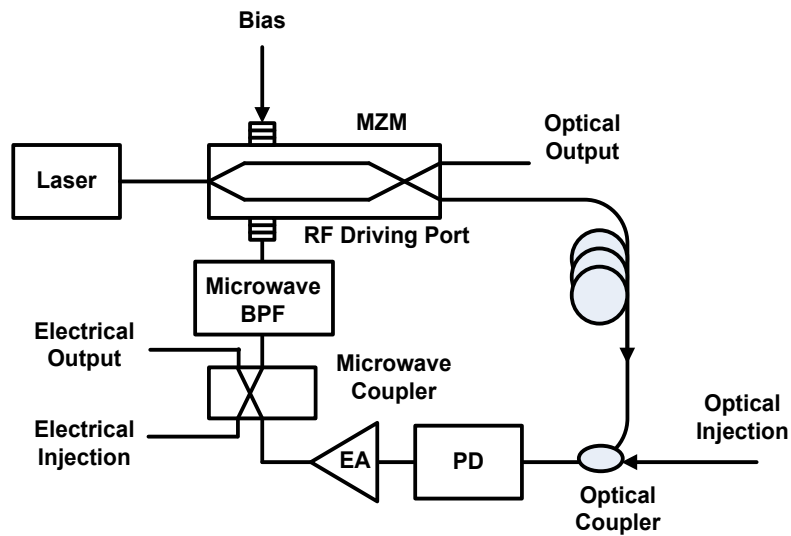 Bias
MZM
Optical
Output
Laser
RF Driving Port
Microwave
BPF
Electrical
Output
Microwave
Coupler
Electrical
Injection
EA
PD
Optical
Injection
Optical
Coupler